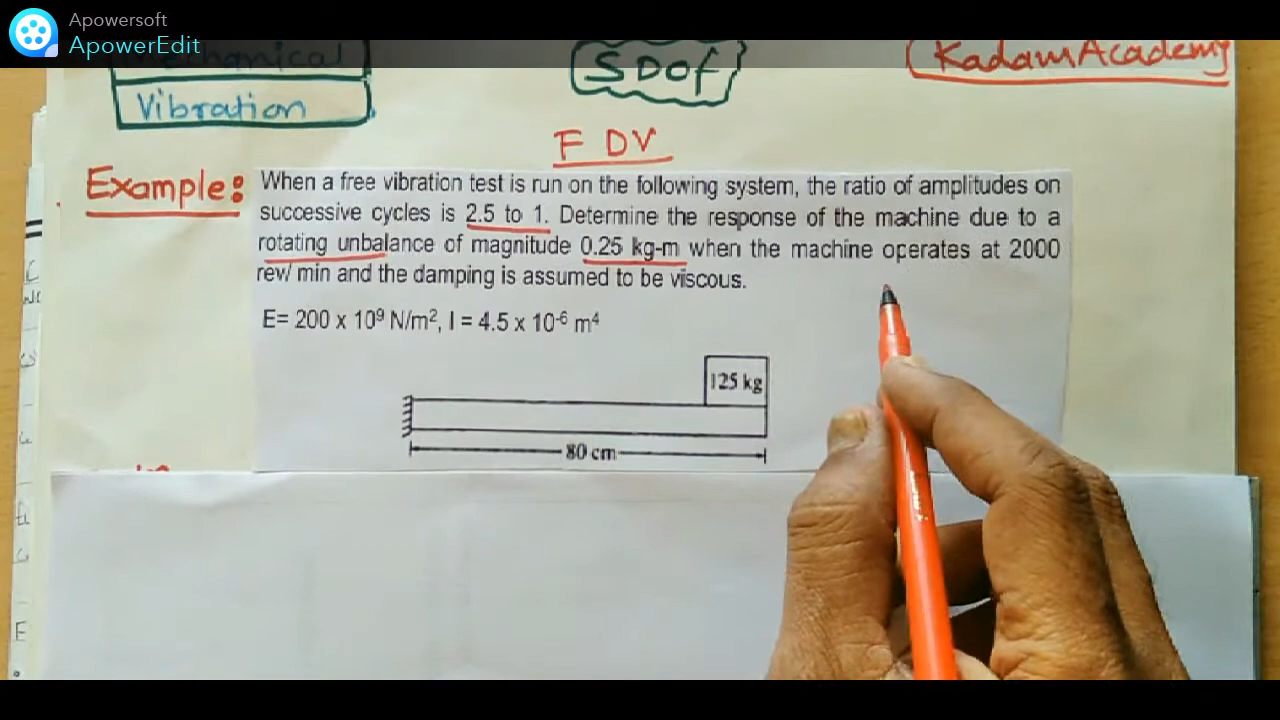 Apowersoft
ApowerEdit
Mechanical
Vibration
SDof
KadamAcademy
F DV
Example:
When a free vibration test is run on the following system, the ratio of amplitudes on
successive cycles is 2.5 to 1. Determine the response of the machine due to a
rotating unbalance of magnitude 0.25 kg-m when the machine operates at 2000
rev/ min and the damping is assumed to be viscous.
E= 200 x 10⁹ N/m², I = 4.5 x 10⁻⁶ m⁴
125 kg
80 cm
E